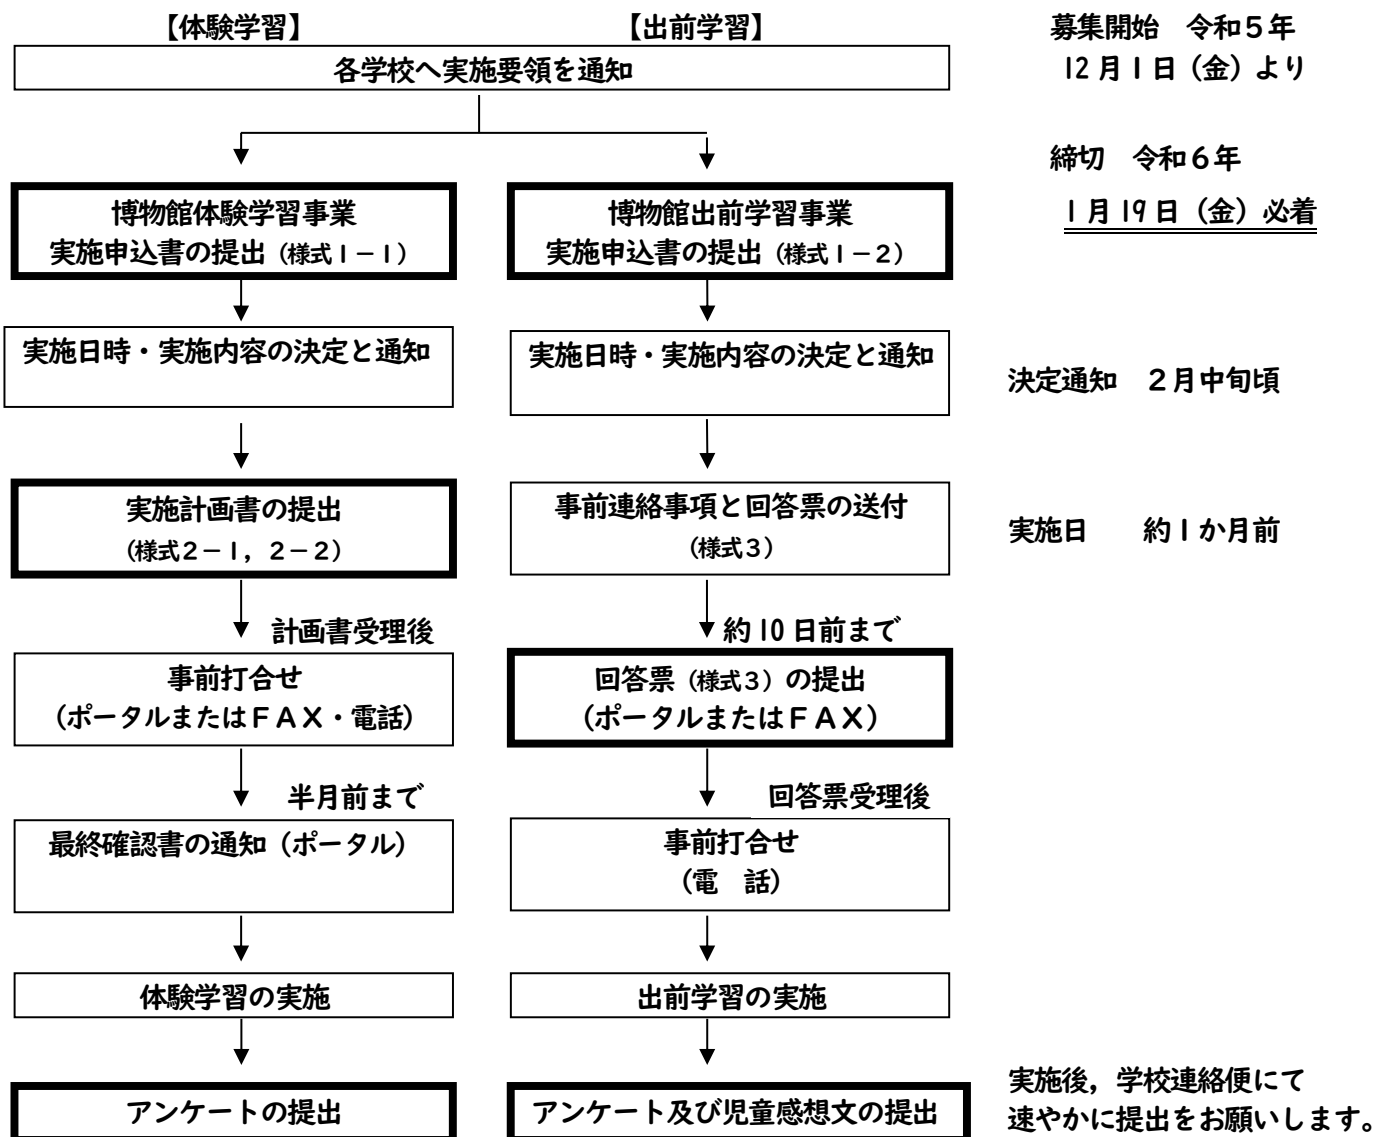 【体験学習】
【出前学習】
募集開始　令和5年
12月1日（金）より
各学校へ実施要領を通知
締切　令和6年
1月19日（金）必着
博物館体験学習事業
実施申込書の提出（様式1－1）
博物館出前学習事業
実施申込書の提出（様式1－2）
実施日時・実施内容の決定と通知
実施日時・実施内容の決定と通知
決定通知　2月中旬頃
実施計画書の提出
（様式2－1，2－2）
事前連絡事項と回答票の送付
（様式3）
実施日　約1か月前
計画書受理後
約10日前まで
事前打合せ
（ポータルまたはFAX・電話）
回答票（様式3）の提出
（ポータルまたはFAX）
半月前まで
回答票受理後
最終確認書の通知（ポータル）
事前打合せ
（電　話）
体験学習の実施
出前学習の実施
アンケートの提出
アンケート及び児童感想文の提出
実施後，学校連絡便にて
速やかに提出をお願いします。